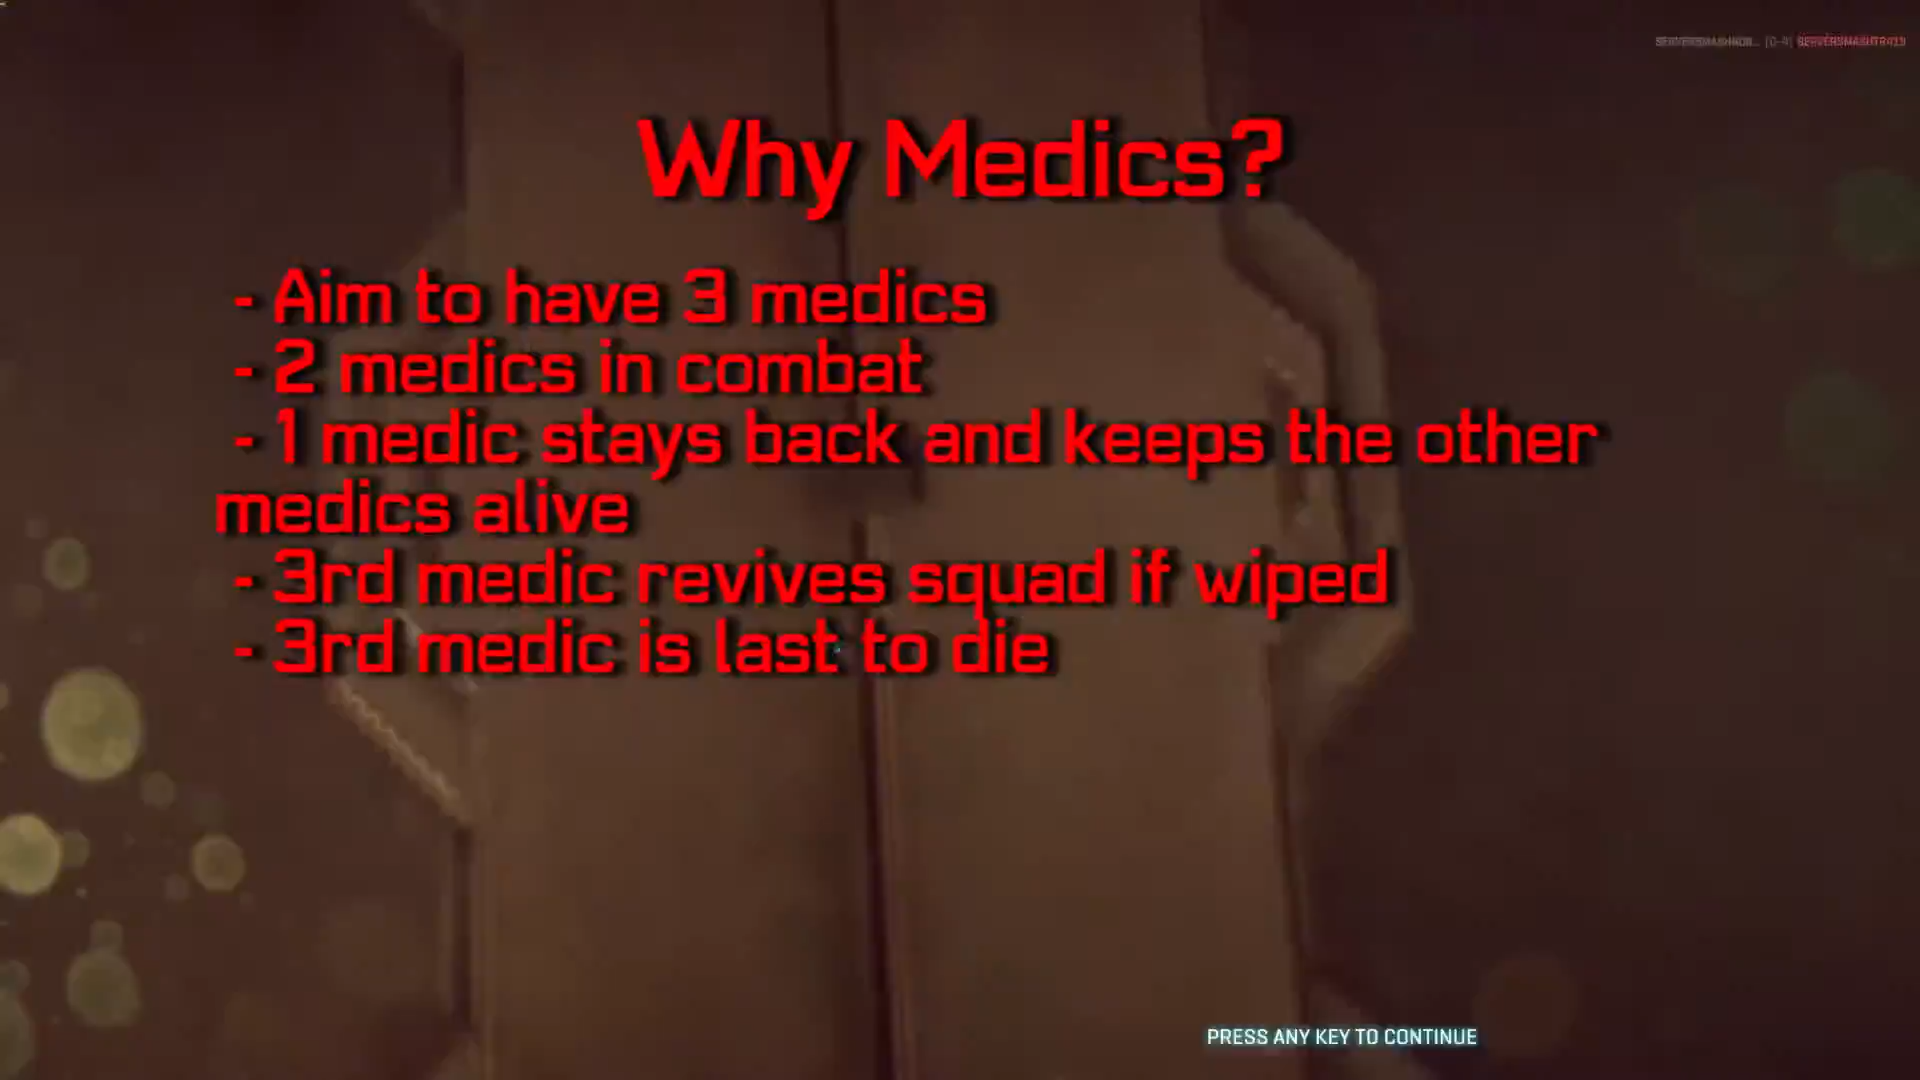 Why Medics?
- Aim to have 3 medics
- 2 medics in combat
- 1 medic stays back and keeps the other
medics alive
- 3rd medic revives squad if wiped
- 3rd medic is last to die
PRESS ANY KEY TO CONTINUE